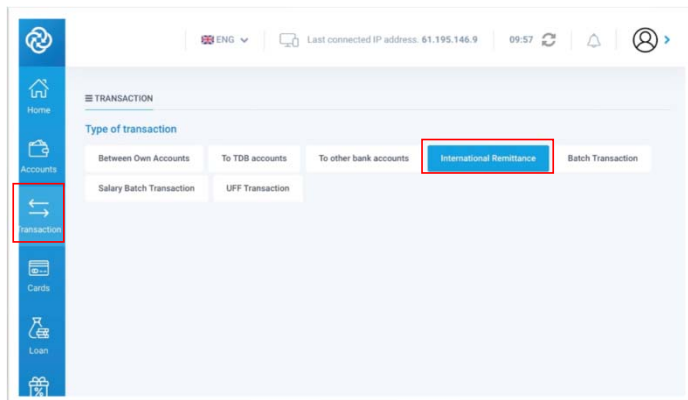 ENG Last connected IP address. 61.195.146.9 09:57
Home
TRANSACTION
Type of transaction
Between Own Accounts To TDB accounts To other bank accounts International Remittance Batch Transaction
Accounts
Salary Batch Transaction UFF Transaction
Transaction
Cards
Loan